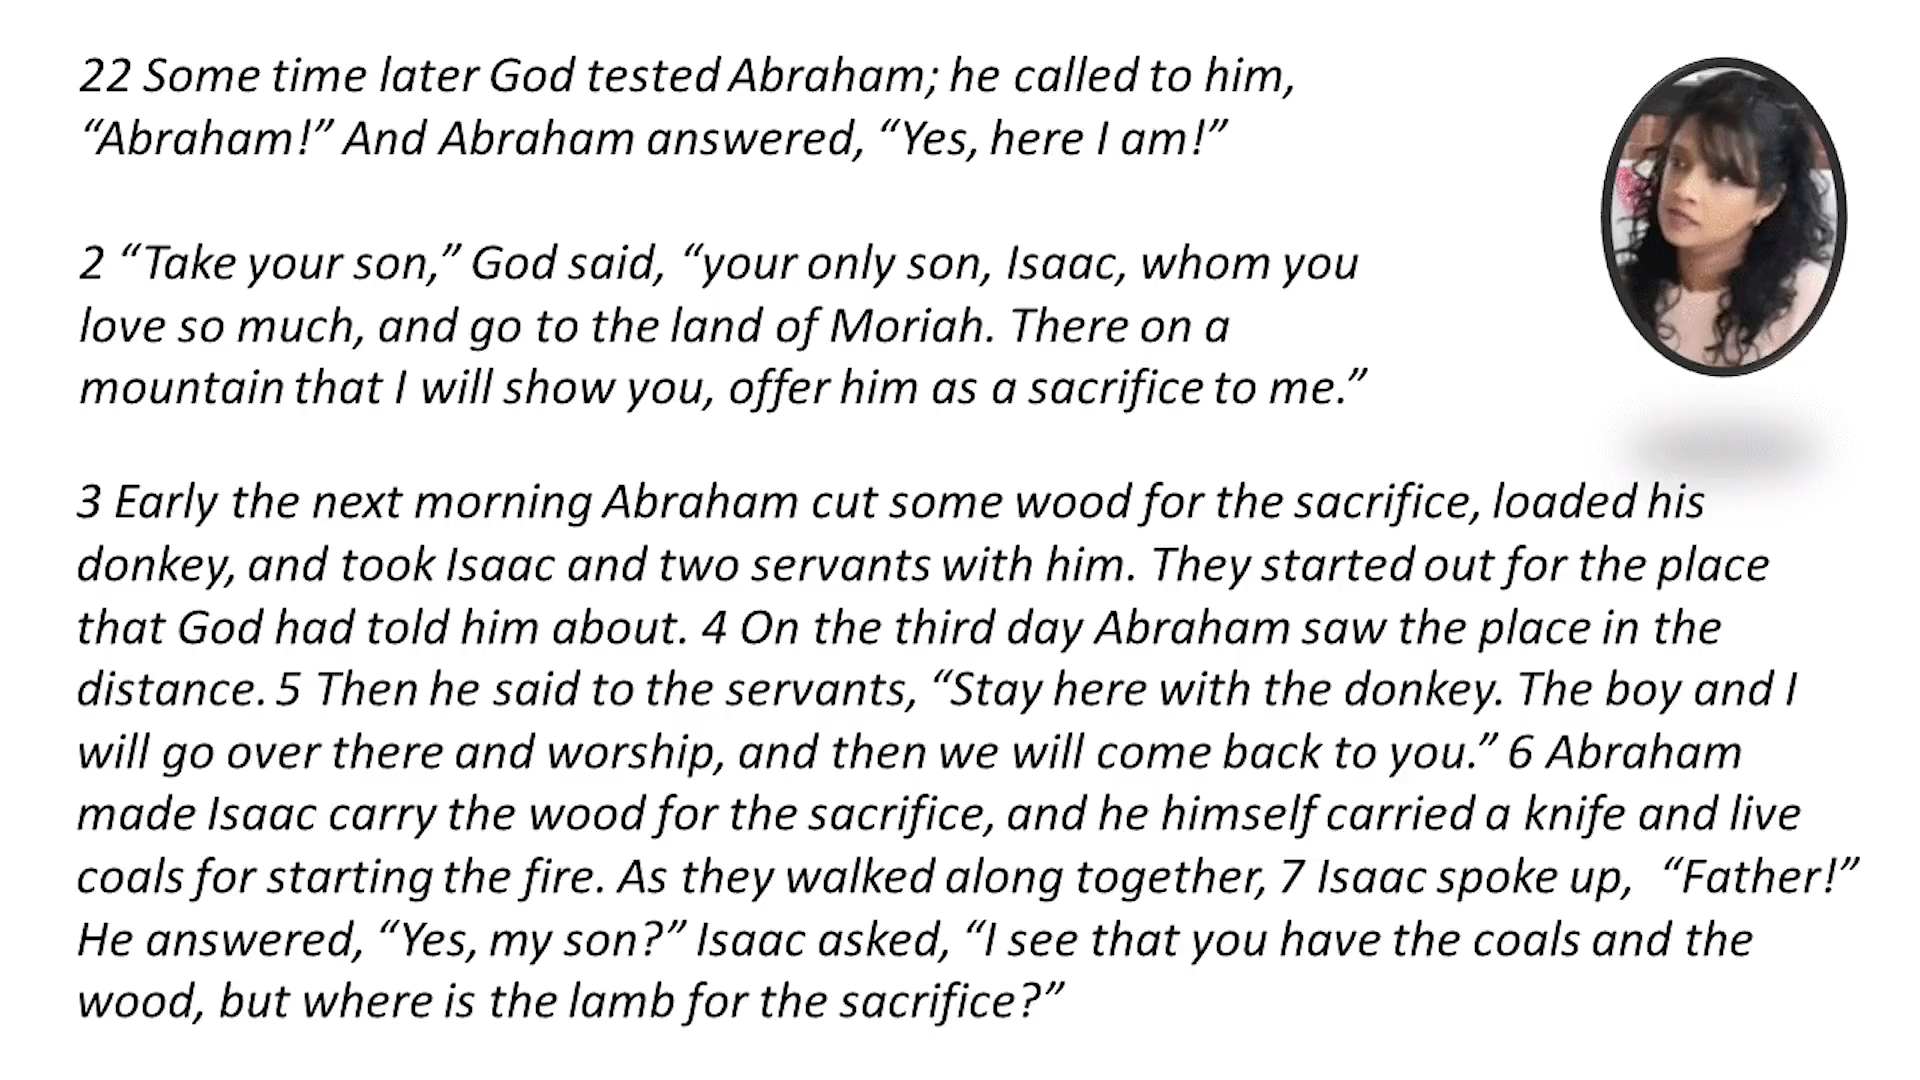 22 Some time later God tested Abraham; he called to him,
“Abraham!” And Abraham answered, “Yes, here I am!”
2 “Take your son,” God said, “your only son, Isaac, whom you
love so much, and go to the land of Moriah. There on a
mountain that I will show you, offer him as a sacrifice to me.”
3 Early the next morning Abraham cut some wood for the sacrifice, loaded his
donkey, and took Isaac and two servants with him. They started out for the place
that God had told him about. 4 On the third day Abraham saw the place in the
distance. 5 Then he said to the servants, “Stay here with the donkey. The boy and I
will go over there and worship, and then we will come back to you.” 6 Abraham
made Isaac carry the wood for the sacrifice, and he himself carried a knife and live
coals for starting the fire. As they walked along together, 7 Isaac spoke up, “Father!”
He answered, “Yes, my son?” Isaac asked, “I see that you have the coals and the
wood, but where is the lamb for the sacrifice?”